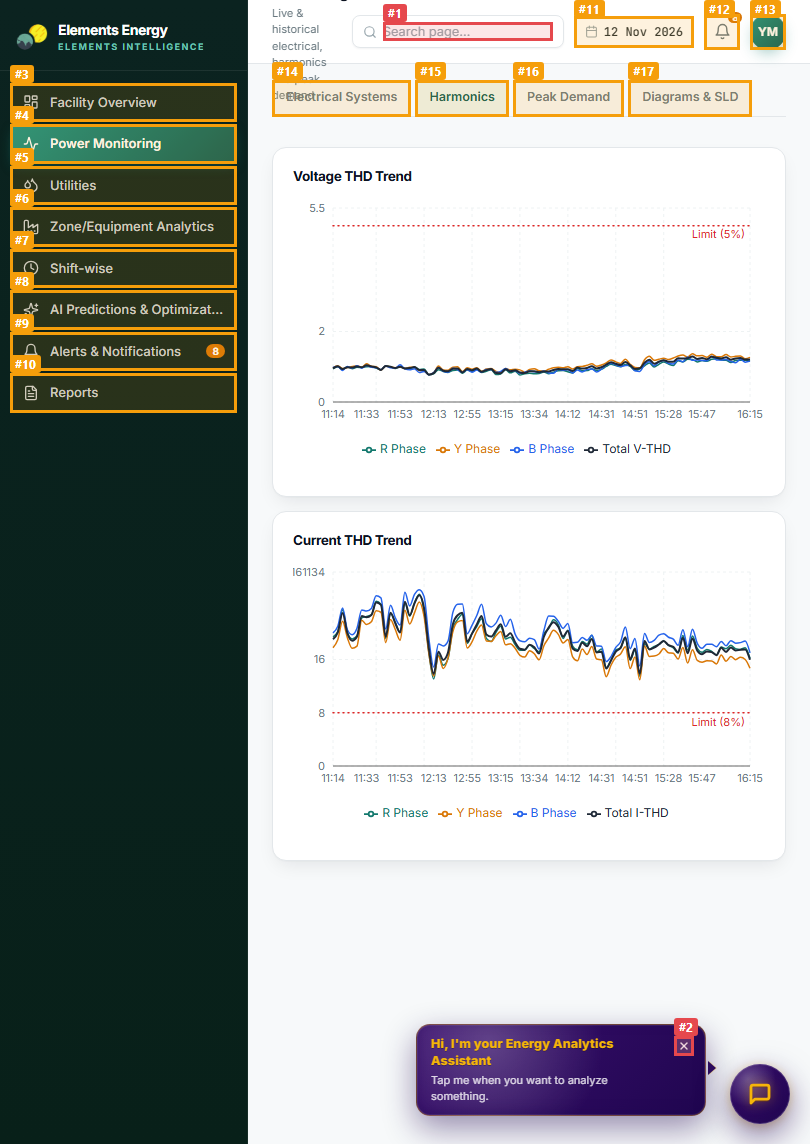 Elements Energy
ELEMENTS INTELLIGENCE
#3
Facility Overview
#4
Power Monitoring
#5
Utilities
#6
Zone/Equipment Analytics
#7
Shift-wise
#8
AI Predictions & Optimizat...
#9
Alerts & Notifications
8
#10
Reports
Live &
historical
electrical,
harmonics
#1
Search page...
#11
12 Nov 2026
#12
#13
YM
#14
Electrical Systems
#15
Harmonics
#16
Peak Demand
#17
Diagrams & SLD
Voltage THD Trend
5.5
Limit (5%)
2
0
11:14 11:33 11:53 12:13 12:55 13:15 13:34 14:12 14:31 14:51 15:28 15:47 16:15
R Phase Y Phase B Phase Total V-THD
Current THD Trend
161134
16
8
Limit (8%)
0
11:14 11:33 11:53 12:13 12:55 13:15 13:34 14:12 14:31 14:51 15:28 15:47 16:15
R Phase Y Phase B Phase Total I-THD
#2
Hi, I'm your Energy Analytics
Assistant
Tap me when you want to analyze
something.